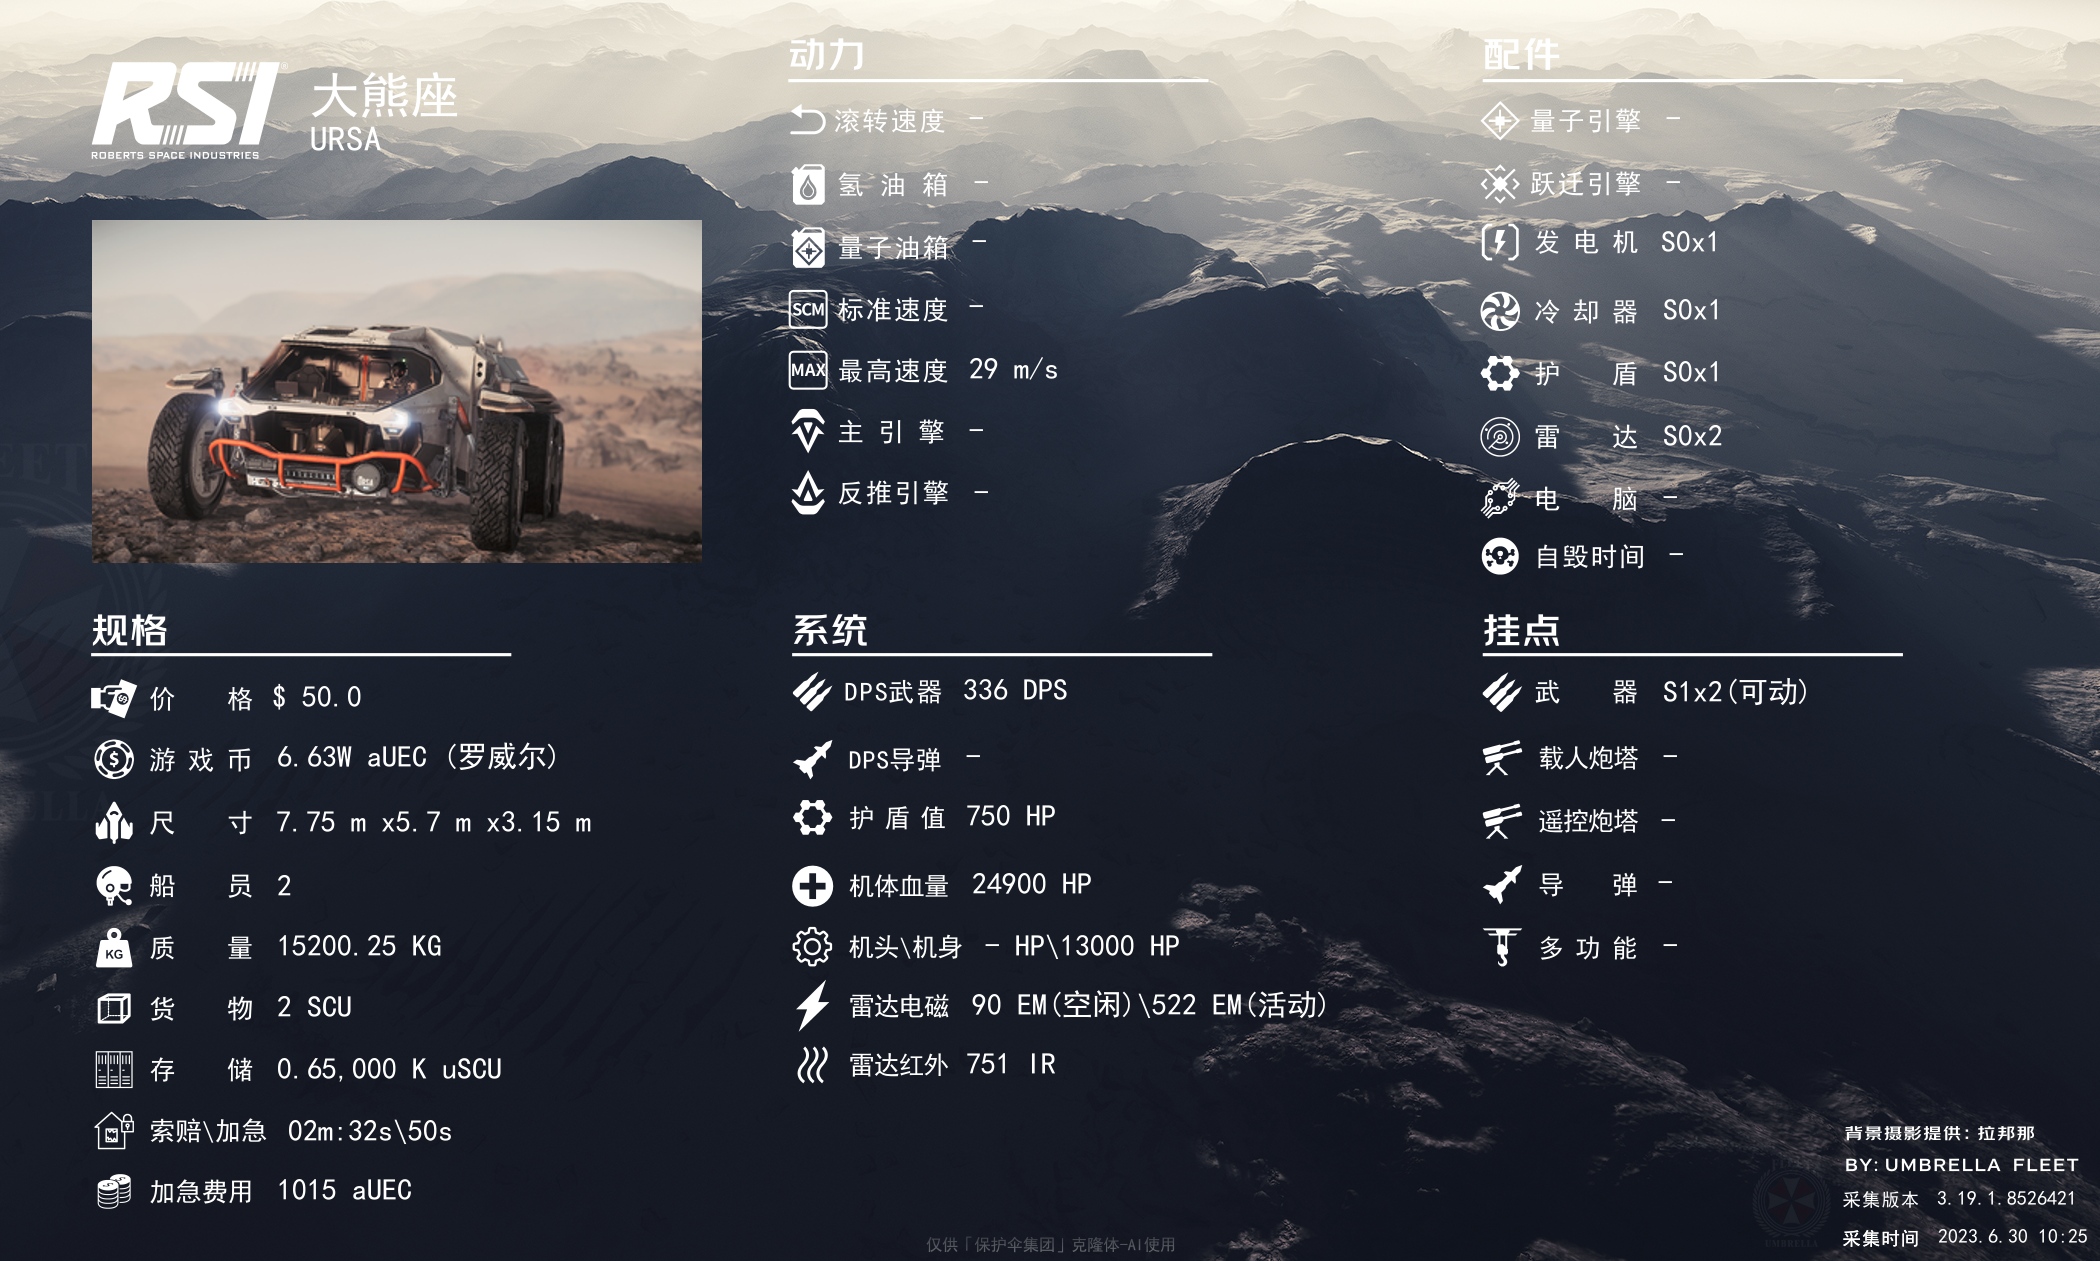 RSI
ROBERTS SPACE INDUSTRIES
大熊座
URSA
动力
滚转速度 -
氢油箱 -
量子油箱 -
SCM 标准速度 -
MAX 最高速度 29 m/s
主引擎 -
反推引擎 -
配件
量子引擎 -
跃迁引擎 -
发电机 S0x1
冷却器 S0x1
护盾 S0x1
雷达 S0x2
电脑 -
自毁时间 -
规格
价格 $ 50.0
游戏币 6.63W aUEC (罗威尔)
尺寸 7.75 m x5.7 m x3.15 m
船员 2
KG 质量 15200.25 KG
货物 2 SCU
存储 0.65,000 K uSCU
索赔\加急 02m:32s\50s
加急费用 1015 aUEC
系统
DPS武器 336 DPS
DPS导弹 -
护盾值 750 HP
机体血量 24900 HP
机头\机身 - HP\13000 HP
雷达电磁 90 EM(空闲)\522 EM(活动)
雷达红外 751 IR
挂点
武器 S1x2(可动)
载人炮塔 -
遥控炮塔 -
导弹 -
多功能 -
背景摄影提供: 拉邦那
BY: UMBRELLA FLEET
采集版本 3.19.1.8526421
采集时间 2023.6.30 10:25
仅供「保护伞集团」克隆体-AI使用